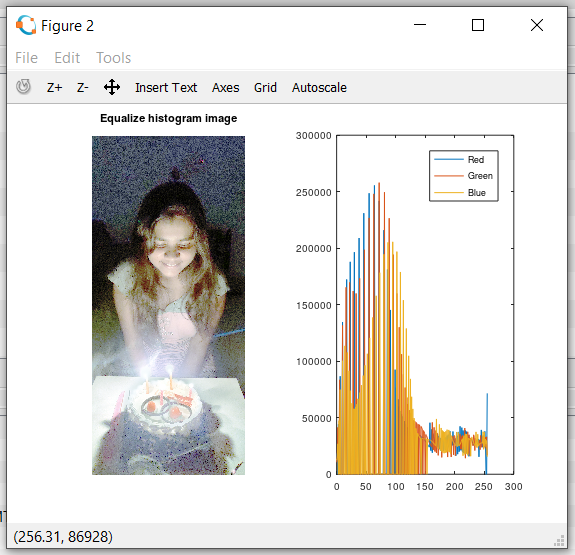 Figure 2
File Edit Tools
Z+ Z- Insert Text Axes Grid Autoscale
Equalize histogram image
300000
250000
200000
150000
100000
50000
0
0 50 100 150 200 250 300
Red
Green
Blue
(256.31, 86928)